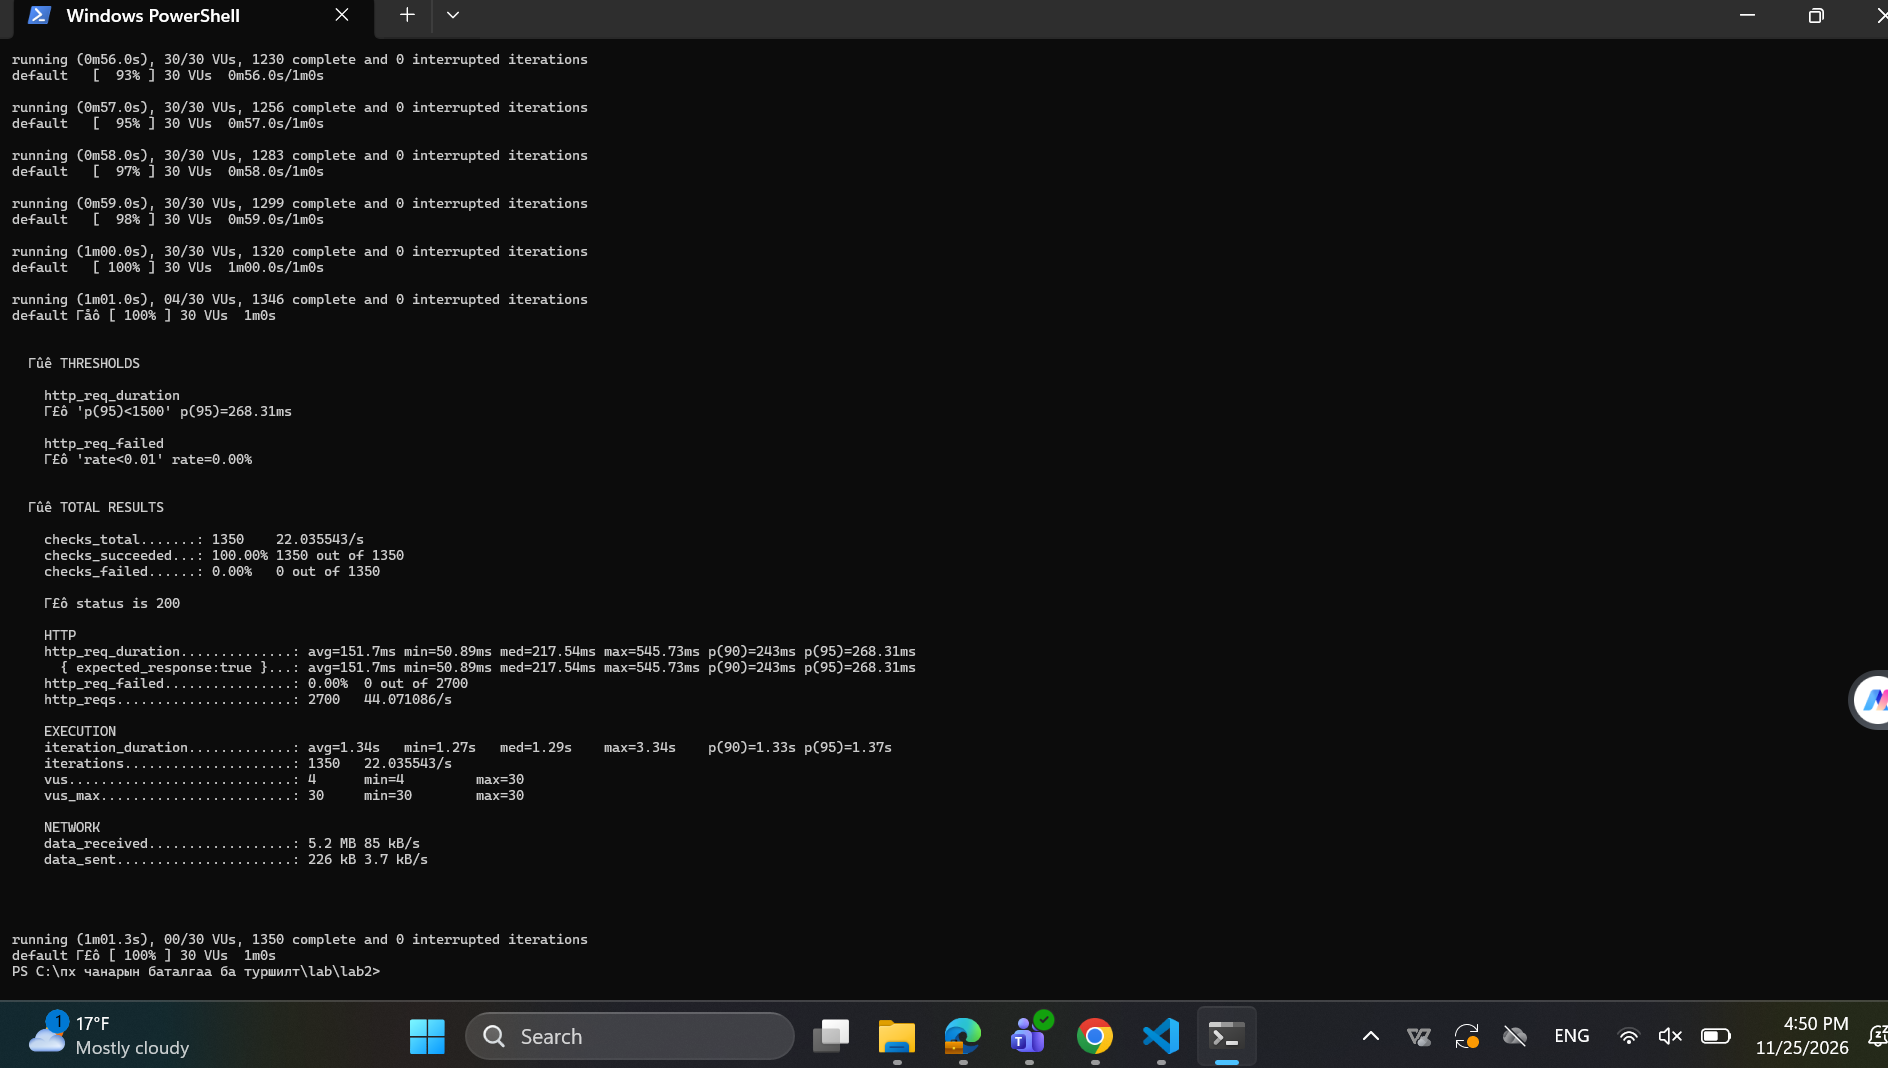 Windows PowerShell
running (0m56.0s), 30/30 VUs, 1230 complete and 0 interrupted iterations
default   [  93% ] 30 VUs  0m56.0s/1m0s
running (0m57.0s), 30/30 VUs, 1256 complete and 0 interrupted iterations
default   [  95% ] 30 VUs  0m57.0s/1m0s
running (0m58.0s), 30/30 VUs, 1283 complete and 0 interrupted iterations
default   [  97% ] 30 VUs  0m58.0s/1m0s
running (0m59.0s), 30/30 VUs, 1299 complete and 0 interrupted iterations
default   [  98% ] 30 VUs  0m59.0s/1m0s
running (1m00.0s), 30/30 VUs, 1320 complete and 0 interrupted iterations
default   [ 100% ] 30 VUs  1m00.0s/1m0s
running (1m01.0s), 04/30 VUs, 1346 complete and 0 interrupted iterations
default Γåô [ 100% ] 30 VUs  1m0s
Γûê THRESHOLDS
http_req_duration
Γ£ô 'p(95)<1500' p(95)=268.31ms
http_req_failed
Γ£ô 'rate<0.01' rate=0.00%
Γûê TOTAL RESULTS
checks_total.......: 1350    22.035543/s
checks_succeeded...: 100.00% 1350 out of 1350
checks_failed......: 0.00%   0 out of 1350
Γ£ô status is 200
HTTP
http_req_duration..............: avg=151.7ms min=50.89ms med=217.54ms max=545.73ms p(90)=243ms p(95)=268.31ms
{ expected_response:true }...: avg=151.7ms min=50.89ms med=217.54ms max=545.73ms p(90)=243ms p(95)=268.31ms
http_req_failed................: 0.00%  0 out of 2700
http_reqs......................: 2700   44.071086/s
EXECUTION
iteration_duration.............: avg=1.34s   min=1.27s   med=1.29s    max=3.34s    p(90)=1.33s p(95)=1.37s
iterations.....................: 1350   22.035543/s
vus............................: 4      min=4         max=30
vus_max........................: 30     min=30        max=30
NETWORK
data_received..................: 5.2 MB 85 kB/s
data_sent......................: 226 kB 3.7 kB/s
running (1m01.3s), 00/30 VUs, 1350 complete and 0 interrupted iterations
default Γ£ô [ 100% ] 30 VUs  1m0s
PS C:\пх чанарын баталгаа ба туршилт\lab\lab2>
1
17°F
Mostly cloudy
Search
ENG
4:50 PM
11/25/2026